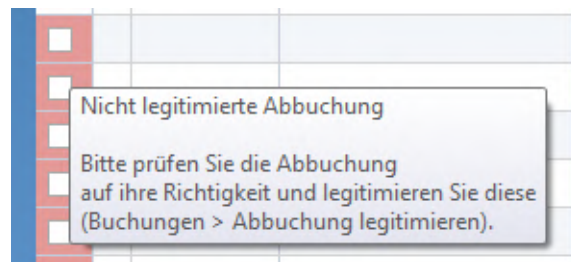 Nicht legitimierte Abbuchung
Bitte prüfen Sie die Abbuchung
auf ihre Richtigkeit und legitimieren Sie diese
(Buchungen > Abbuchung legitimieren).